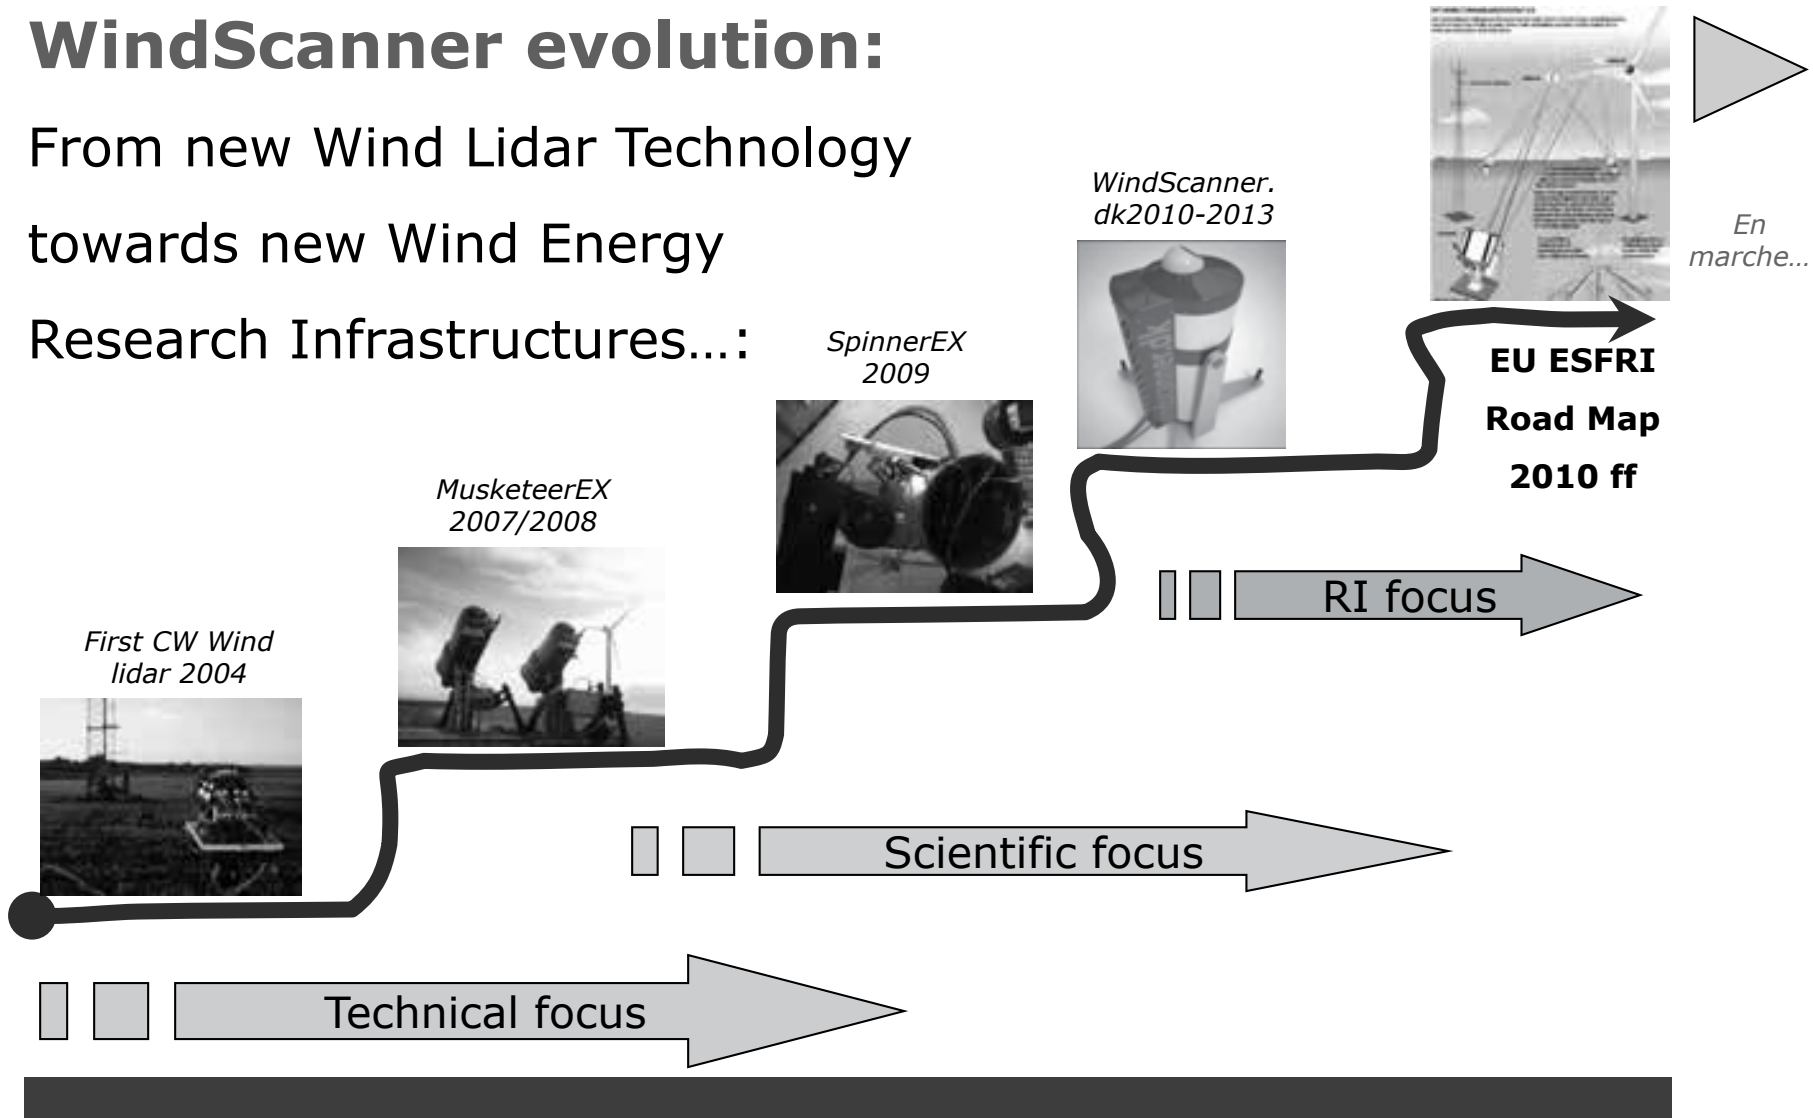 WindScanner evolution:
From new Wind Lidar Technology
towards new Wind Energy
Research Infrastructures…:
First CW Wind
lidar 2004
MusketeerEX
2007/2008
SpinnerEX
2009
WindScanner.
dk2010-2013
En
marche…
EU ESFRI
Road Map
2010 ff
RI focus
Scientific focus
Technical focus